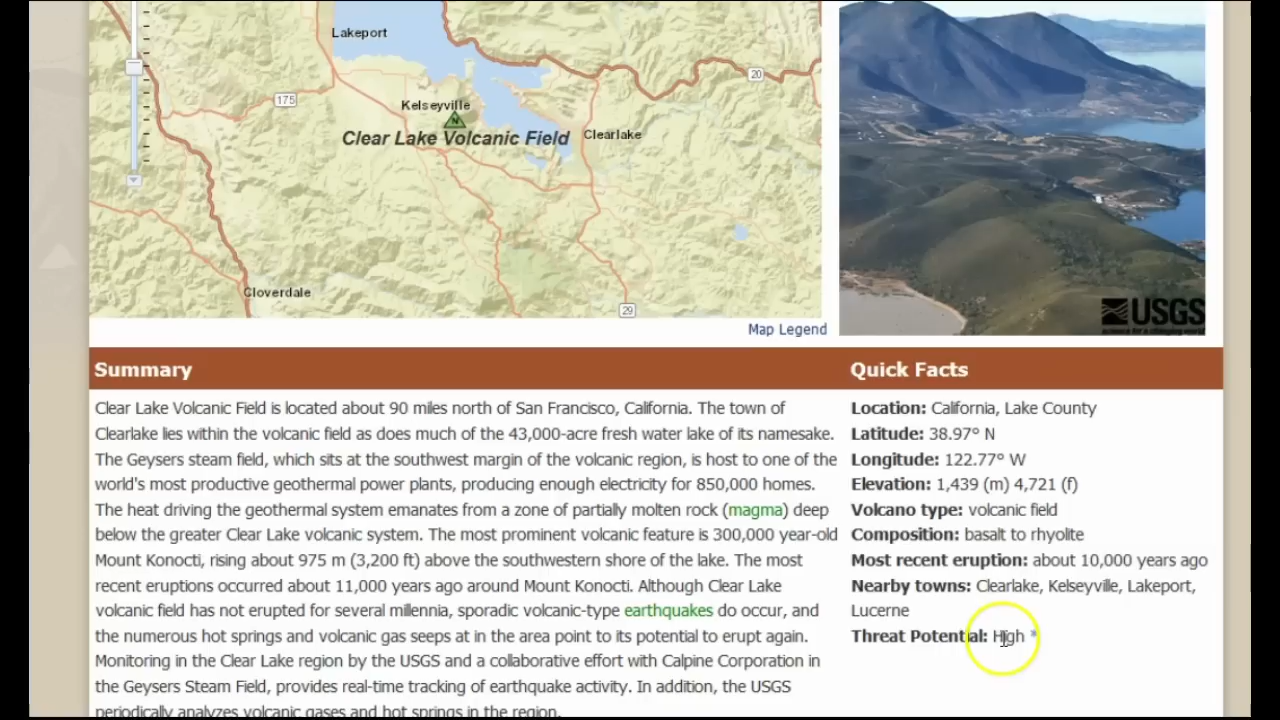 Lakeport
20
175
Kelseyville
Clear Lake Volcanic Field
Clearlake
Cloverdale
29
Map Legend
USGS
science for a changing world
Summary
Clear Lake Volcanic Field is located about 90 miles north of San Francisco, California. The town of
Clearlake lies within the volcanic field as does much of the 43,000-acre fresh water lake of its namesake.
The Geysers steam field, which sits at the southwest margin of the volcanic region, is host to one of the
world's most productive geothermal power plants, producing enough electricity for 850,000 homes.
The heat driving the geothermal system emanates from a zone of partially molten rock (magma) deep
below the greater Clear Lake volcanic system. The most prominent volcanic feature is 300,000 year-old
Mount Konocti, rising about 975 m (3,200 ft) above the southwestern shore of the lake. The most
recent eruptions occurred about 11,000 years ago around Mount Konocti. Although Clear Lake
volcanic field has not erupted for several millennia, sporadic volcanic-type earthquakes do occur, and
the numerous hot springs and volcanic gas seeps at in the area point to its potential to erupt again.
Monitoring in the Clear Lake region by the USGS and a collaborative effort with Calpine Corporation in
the Geysers Steam Field, provides real-time tracking of earthquake activity. In addition, the USGS
periodically analyzes volcanic gases and hot springs in the region.
Quick Facts
Location: California, Lake County
Latitude: 38.97° N
Longitude: 122.77° W
Elevation: 1,439 (m) 4,721 (f)
Volcano type: volcanic field
Composition: basalt to rhyolite
Most recent eruption: about 10,000 years ago
Nearby towns: Clearlake, Kelseyville, Lakeport,
Lucerne
Threat Potential: High *